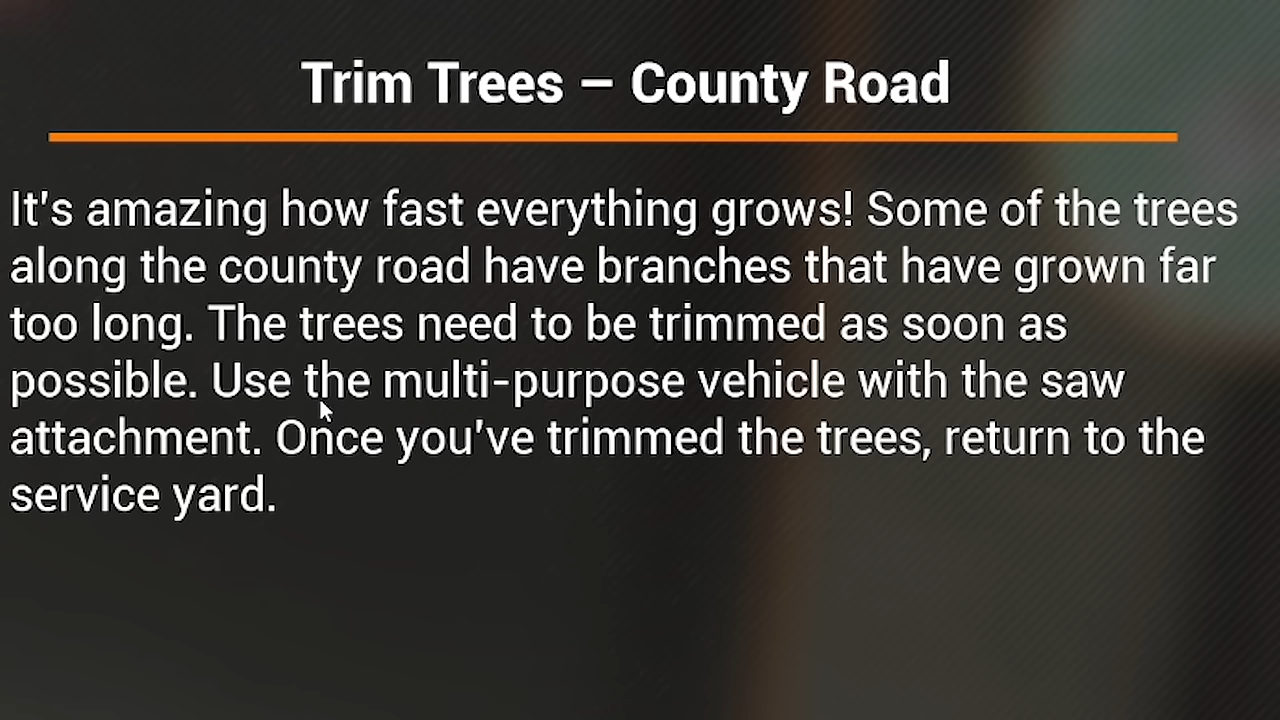 Trim Trees – County Road
It's amazing how fast everything grows! Some of the trees
along the county road have branches that have grown far
too long. The trees need to be trimmed as soon as
possible. Use the multi-purpose vehicle with the saw
attachment. Once you've trimmed the trees, return to the
service yard.